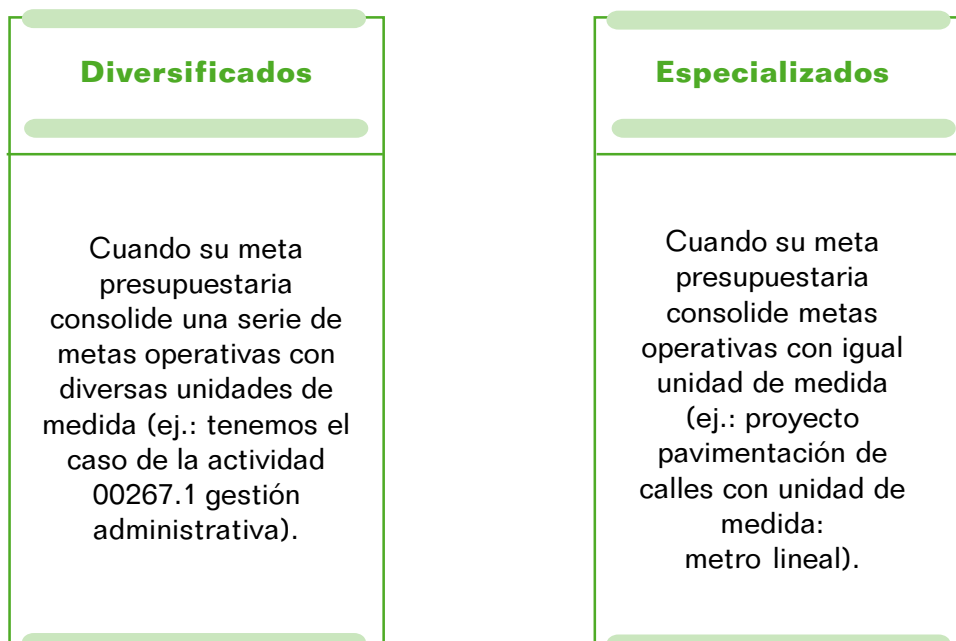 Diversificados
Cuando su meta
presupuestaria
consolide una serie de
metas operativas con
diversas unidades de
medida (ej.: tenemos el
caso de la actividad
00267.1 gestión
administrativa).
Especializados
Cuando su meta
presupuestaria
consolide metas
operativas con igual
unidad de medida
(ej.: proyecto
pavimentación de
calles con unidad de
medida:
metro lineal).